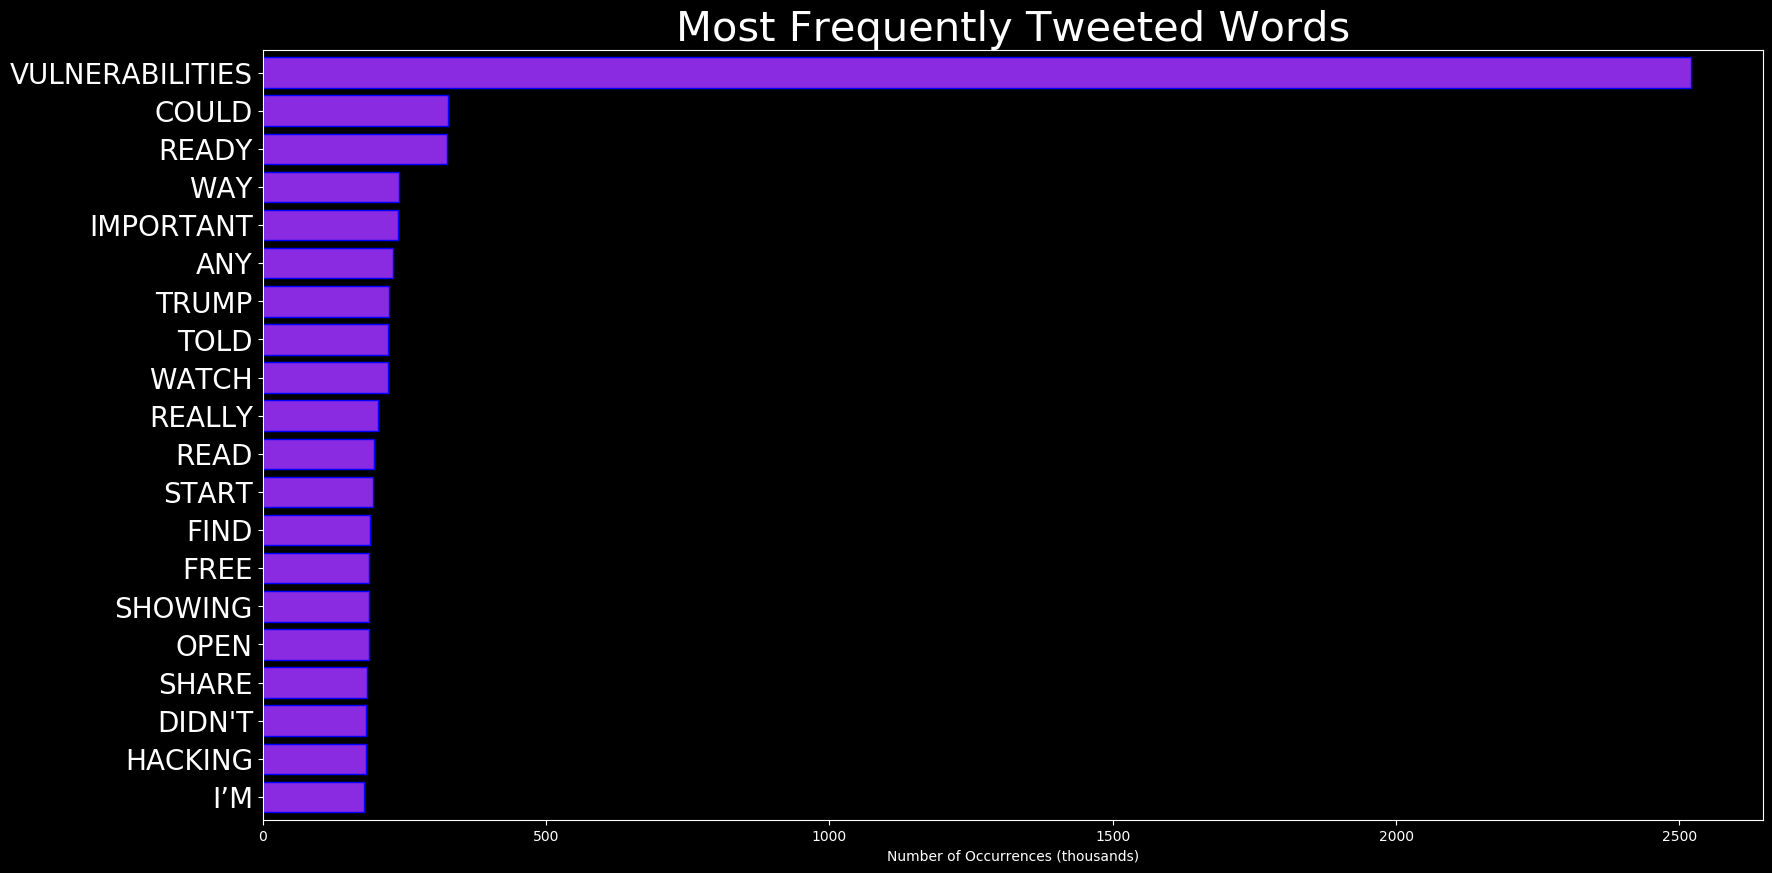 Most Frequently Tweeted Words
VULNERABILITIES
COULD
READY
WAY
IMPORTANT
ANY
TRUMP
TOLD
WATCH
REALLY
READ
START
FIND
FREE
SHOWING
OPEN
SHARE
DIDN'T
HACKING
I’M
0 500 1000 1500 2000 2500
Number of Occurrences (thousands)